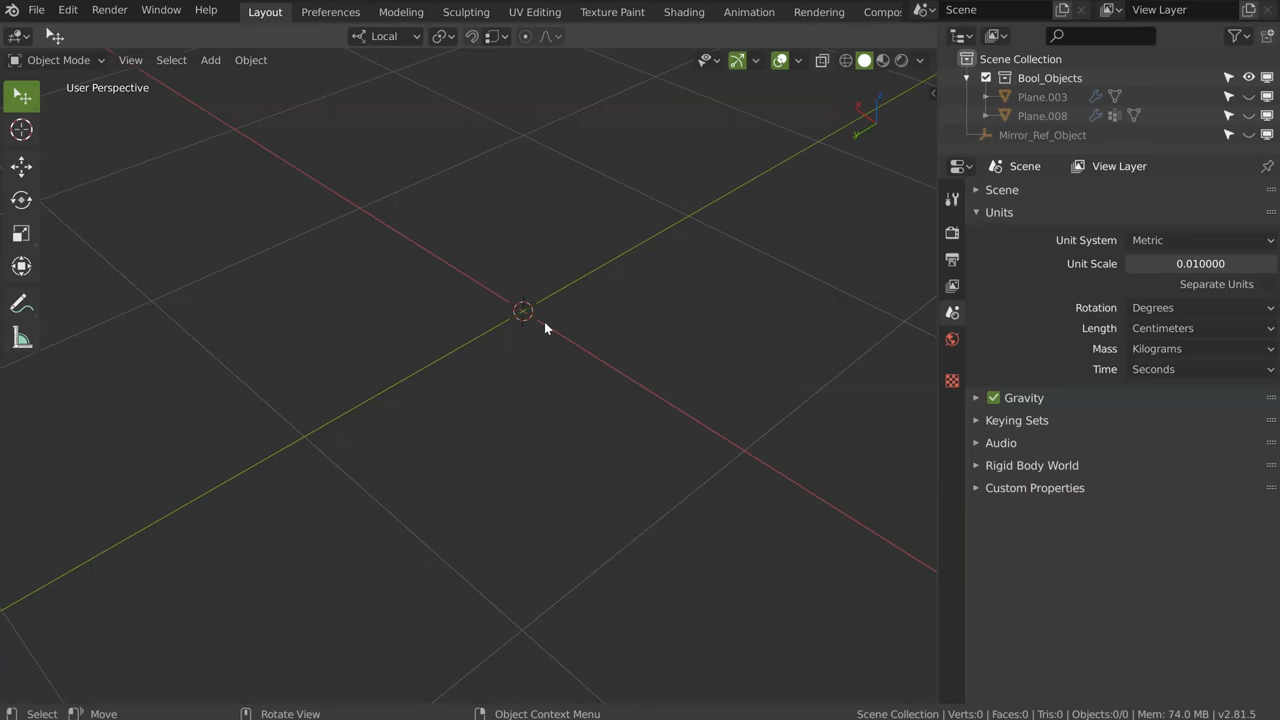 File Edit Render Window Help Layout Preferences Modeling Sculpting UV Editing Texture Paint Shading Animation Rendering Compos Scene View Layer
Local
Object Mode View Select Add Object
User Perspective
X
Y
Z
Scene Collection
Bool_Objects
Plane.003
Plane.008
Mirror_Ref_Object
Scene View Layer
Scene
Units
Unit System Metric
Unit Scale 0.010000
Separate Units
Rotation Degrees
Length Centimeters
Mass Kilograms
Time Seconds
Gravity
Keying Sets
Audio
Rigid Body World
Custom Properties
Select Move Rotate View Object Context Menu Scene Collection | Verts:0 | Faces:0 | Tris:0 | Objects:0/0 | Mem: 74.0 MB | v2.81.5